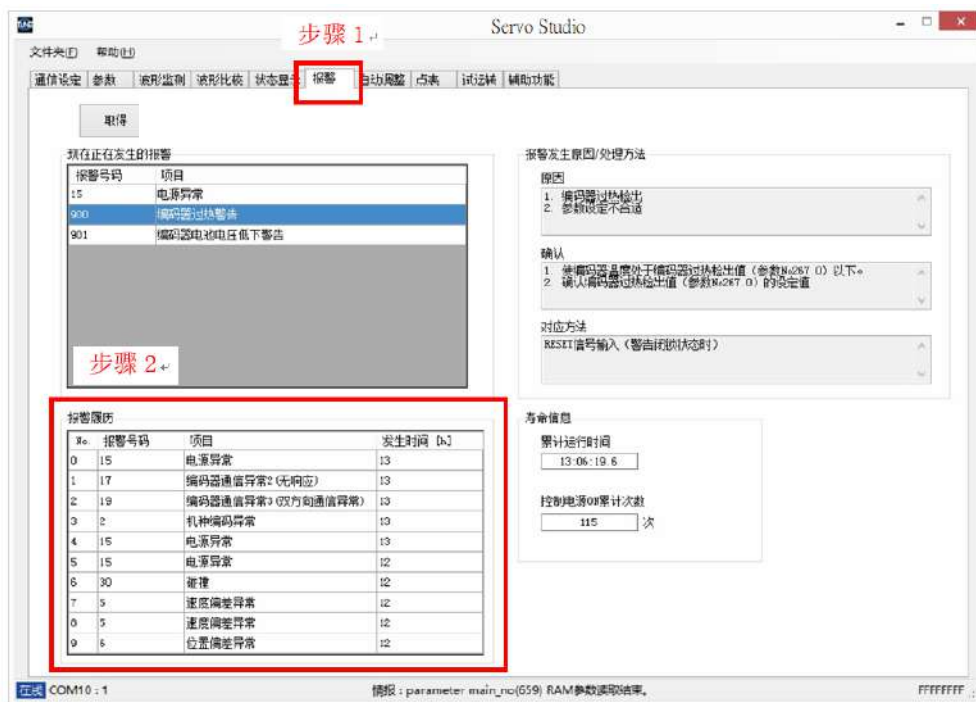 Servo Studio
步骤 1
文件夹(F) 帮助(H)
通信设定 参数 波形监测 波形比较 状态显示 报警 自动调整 点表 试运转 辅助功能
取得
现在正在发生的报警
报警号码 项目
15 电源异常
900 编码器过热警告
901 编码器电池电压低下警告
步骤 2
报警发生原因/处理方法
原因
1. 编码器过热检出
2. 参数设定不合适
确认
1. 使编码器温度处于编码器过热检出值（参数No267.0）以下。
2. 确认编码器过热检出值（参数No267.0）的设定值
对应方法
RESET信号输入（警告闭锁状态时）
报警履历
No. 报警号码 项目 发生时间 [h]
0 15 电源异常 13
1 17 编码器通信异常2(无响应) 13
2 19 编码器通信异常3(双方向通信异常) 13
3 2 机种编码异常 13
4 15 电源异常 13
5 15 电源异常 12
6 30 碰撞 12
7 5 速度偏差异常 12
8 5 速度偏差异常 12
9 6 位置偏差异常 12
寿命信息
累计运行时间
13:06:19.6
控制电源ON累计次数
115 次
在线 COM10 : 1 情报 : parameter main_no(659) RAM参数读取结束。 FFFFFFFF